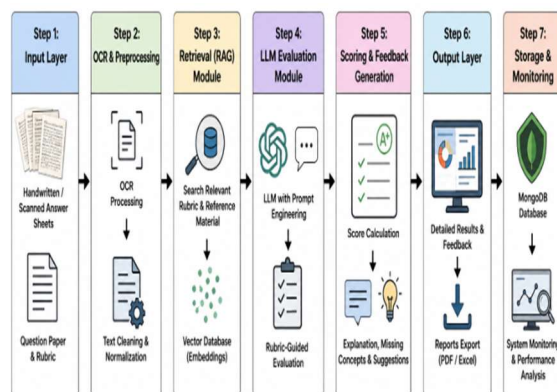 Step 1:
Input Layer
Handwritten /
Scanned Answer
Sheets
Question Paper
& Rubric
Step 2:
OCR & Preprocessing
OCR
Processing
Text Cleaning &
Normalization
Step 3:
Retrieval (RAG)
Module
Search Relevant
Rubric & Reference
Material
Vector Database
(Embeddings)
Step 4:
LLM Evaluation
Module
LLM with Prompt
Engineering
Rubric-Guided
Evaluation
Step 5:
Scoring & Feedback
Generation
A+
Score Calculation
Explanation, Missing
Concepts & Suggestions
Step 6:
Output Layer
Detailed Results &
Feedback
Reports Export
(PDF / Excel)
Step 7:
Storage &
Monitoring
MongoDB
Database
System Monitoring
& Performance
Analysis